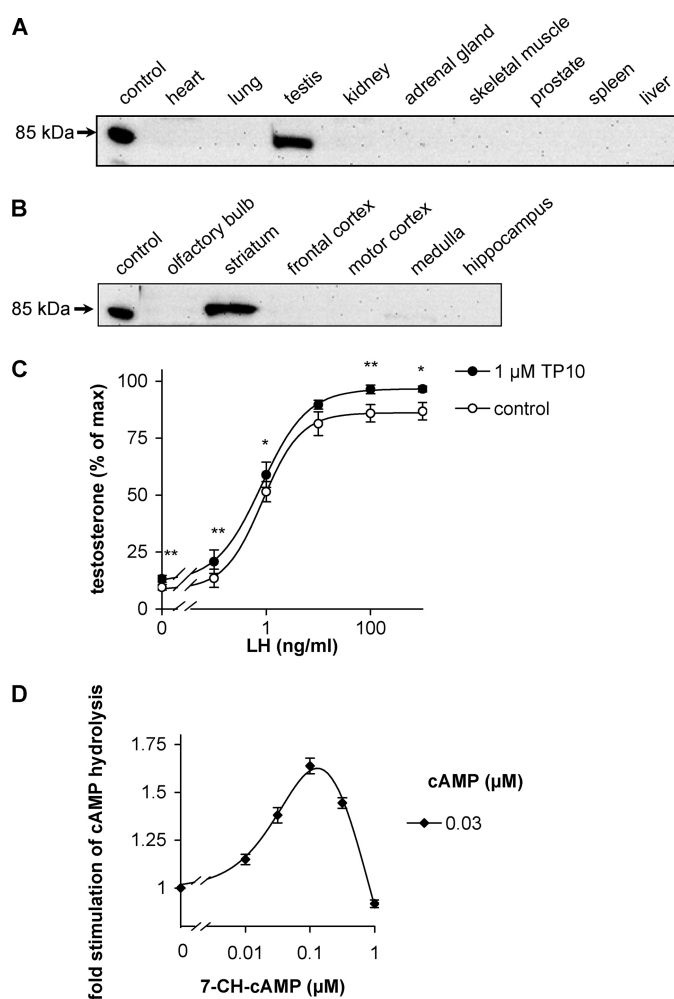 A
control heart lung testis kidney adrenal gland skeletal muscle prostate spleen liver
85 kDa
B
control olfactory bulb striatum frontal cortex motor cortex medulla hippocampus
85 kDa
C
testosterone (% of max)
100
75
50
25
0
** ** * ** *
0 1 100
LH (ng/ml)
1 µM TP10
control
D
fold stimulation of cAMP hydrolysis
1.75
1.5
1.25
1
0 0.01 0.1 1
7-CH-cAMP (µM)
cAMP (µM)
0.03